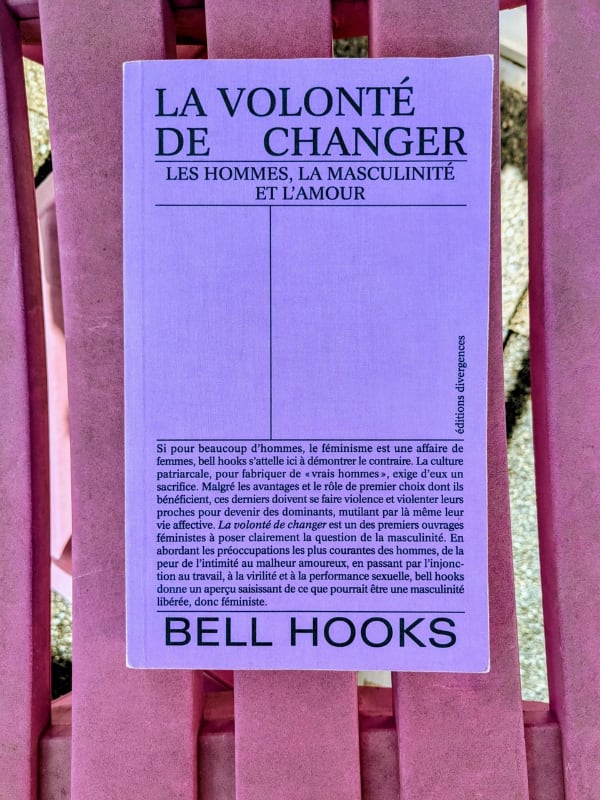 LA VOLONTÉ
DE CHANGER
LES HOMMES, LA MASCULINITÉ
ET L'AMOUR
éditions divergences
Si pour beaucoup d'hommes, le féminisme est une affaire de
femmes, bell hooks s'attelle ici à démontrer le contraire. La culture
patriarcale, pour fabriquer de « vrais hommes », exige d'eux un
sacrifice. Malgré les avantages et le rôle de premier choix dont ils
bénéficient, ces derniers doivent se faire violence et violenter leurs
proches pour devenir des dominants, mutilant par là même leur
vie affective. La volonté de changer est un des premiers ouvrages
féministes à poser clairement la question de la masculinité. En
abordant les préoccupations les plus courantes des hommes, de la
peur de l'intimité au malheur amoureux, en passant par l'injonc-
tion au travail, à la virilité et à la performance sexuelle, bell hooks
donne un aperçu saisissant de ce que pourrait être une masculinité
libérée, donc féministe.
BELL HOOKS